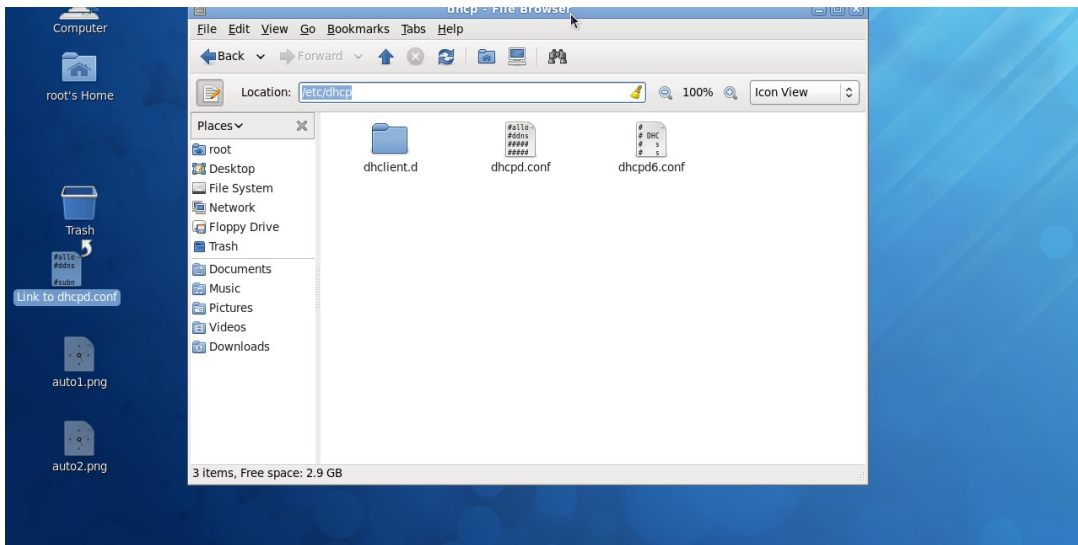 Computer
root's Home
Trash
#allo
#ddns
#subn
Link to dhcpd.conf
auto1.png
auto2.png
dhcp - File Browser
File Edit View Go Bookmarks Tabs Help
Back Forward
Location: /etc/dhcp 100% Icon View
Places
root
Desktop
File System
Network
Floppy Drive
Trash
Documents
Music
Pictures
Videos
Downloads
dhclient.d
#allo
#ddns
#####
#####
dhcpd.conf
#
# DHC
# s
# s
dhcpd6.conf
3 items, Free space: 2.9 GB